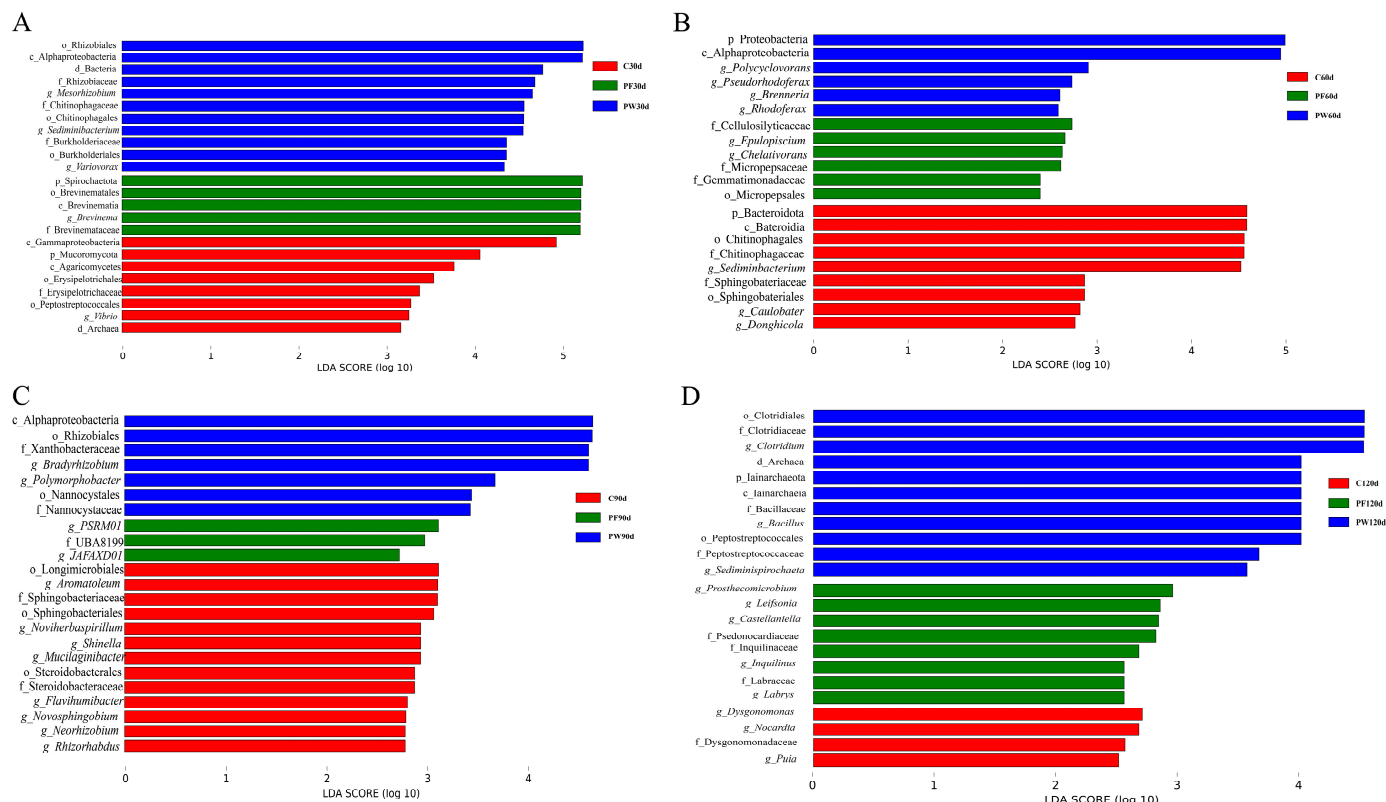 A
o_Rhizobiales
c_Alphaproteobacteria
d_Bacteria
f_Rhizobiaceae
g_Mesorhizobium
f_Chitinophagaceae
o_Chitinophagales
g_Sediminibacterium
f_Burkholderiaceae
o_Burkholderiales
g_Variovorax
p_Spirochaetota
o_Brevinematales
c_Brevinematia
g_Brevinema
f_Brevinemataceae
c_Gammaproteobacteria
p_Mucoromycota
c_Agaricomycetes
o_Erysipelotrichales
f_Erysipelotrichaceae
o_Peptostreptococcales
g_Vibrio
d_Archaea
0 1 2 3 4 5
LDA SCORE (log 10)
C30d
PF30d
PW30d
B
p_Proteobacteria
c_Alphaproteobacteria
g_Polycyclovorans
g_Pseudorhodoferax
g_Brenneria
g_Rhodoferax
f_Cellulosilyticaceae
g_Epulopiscium
g_Chelativorans
f_Micropepsaceae
f_Gemmatimonadaceae
o_Micropepsales
p_Bacteroidota
c_Bateroidia
o_Chitinophagales
f_Chitinophagaceae
g_Sediminbacterium
f_Sphingobateriaceae
o_Sphingobateriales
g_Caulobater
g_Donghicola
0 1 2 3 4 5
LDA SCORE (log 10)
C60d
PF60d
PW60d
C
c_Alphaproteobacteria
o_Rhizobiales
f_Xanthobacteraceae
g_Bradyrhizobium
g_Polymorphobacter
o_Nannocystales
f_Nannocystaceae
g_PSRM01
f_UBA8199
g_JAFAXD01
o_Longimicrobiales
g_Aromatoleum
f_Sphingobacteriaceae
o_Sphingobacteriales
g_Noviherbaspirillum
g_Shinella
g_Mucilaginibacter
o_Steroidobacterales
f_Steroidobacteraceae
g_Flavihumibacter
g_Novosphingobium
g_Neorhizobium
g_Rhizorhabdus
0 1 2 3 4
LDA SCORE (log 10)
C90d
PF90d
PW90d
D
o_Clotridiales
f_Clotridiaceae
g_Clotridium
d_Archaea
p_Iainarchaeota
c_Iainarchaeia
f_Bacillaceae
g_Bacillus
o_Peptostreptococcales
f_Peptostreptococcaceae
g_Sediminispirochaeta
g_Prosthecomicrobium
g_Leifsonia
g_Castellantella
f_Psedonocardiaceae
f_Inquilinaceae
g_Inquilinus
f_Labraceae
g_Labrys
g_Dysgonomonas
g_Nocardta
f_Dysgonomonadaceae
g_Puia
0 1 2 3 4
LDA SCORE (log 10)
C120d
PF120d
PW120d